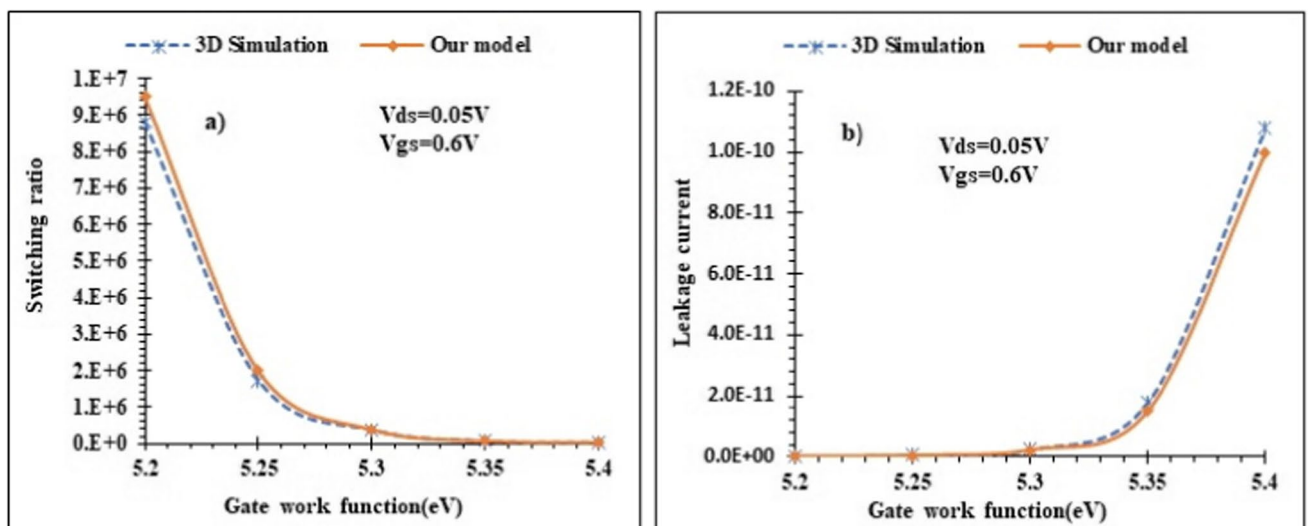 3D Simulation Our model
1.E+7
9.E+6
8.E+6
7.E+6
6.E+6
5.E+6
4.E+6
3.E+6
2.E+6
1.E+6
0.E+0
Switching ratio
a)
Vds=0.05V
Vgs=0.6V
5.2 5.25 5.3 5.35 5.4
Gate work function(eV)
3D Simulation Our model
1.2E-10
1.0E-10
8.0E-11
6.0E-11
4.0E-11
2.0E-11
0.0E+00
Leakage current
b)
Vds=0.05V
Vgs=0.6V
5.2 5.25 5.3 5.35 5.4
Gate work function(eV)